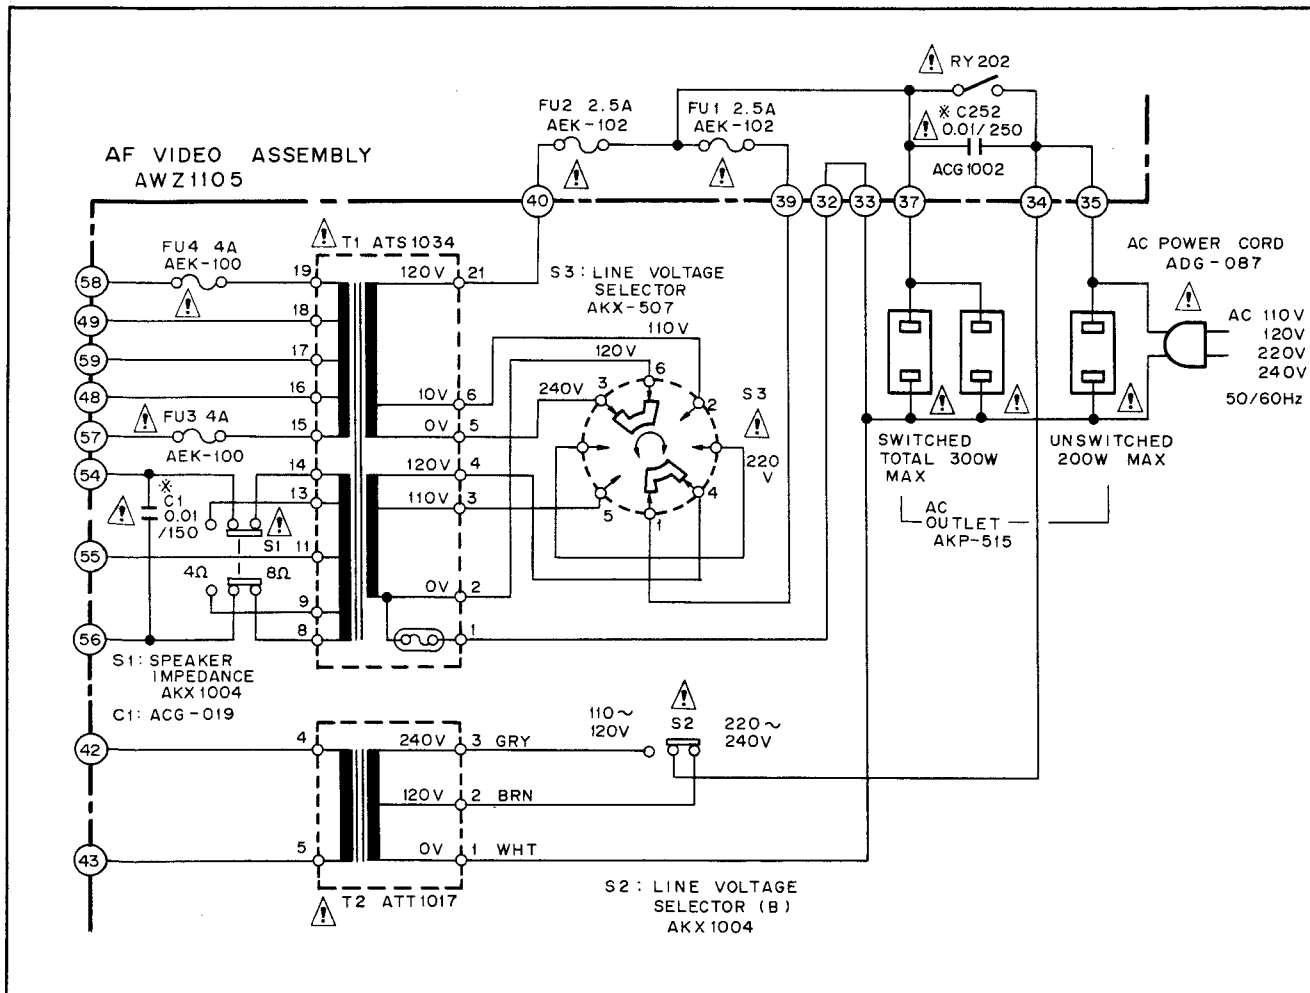 RY 202
FU2 2.5A
AEK-102
FU1 2.5A
AEK-102
※ C252
0.01/250
ACG1002
AF VIDEO ASSEMBLY
AWZ1105
40
39
32
33
37
34
35
FU4 4A
AEK-100
T1 ATS1034
S3 : LINE VOLTAGE
SELECTOR
AKX-507
AC POWER CORD
ADG-087
AC 110V
120V
220V
240V
50/60Hz
58
49
59
48
57
54
55
56
19
18
17
16
15
14
13
11
9
8
120V 21
10V 6
0V 5
120V 4
110V 3
0V 2
1
110V
120V
240V
220
V
3
6
2
4
1
5
S3
FU3 4A
AEK-100
※
C1
0.01
/150
S1
4Ω
8Ω
SWITCHED
TOTAL 300W
MAX
UNSWITCHED
200W MAX
AC
OUTLET
AKP-515
S1 : SPEAKER
IMPEDANCE
AKX1004
C1: ACG-019
42
43
4
5
240V 3 GRY
120V 2 BRN
0V 1 WHT
T2 ATT1017
110～
120V
S2
220～
240V
S2 : LINE VOLTAGE
SELECTOR (B)
AKX1004